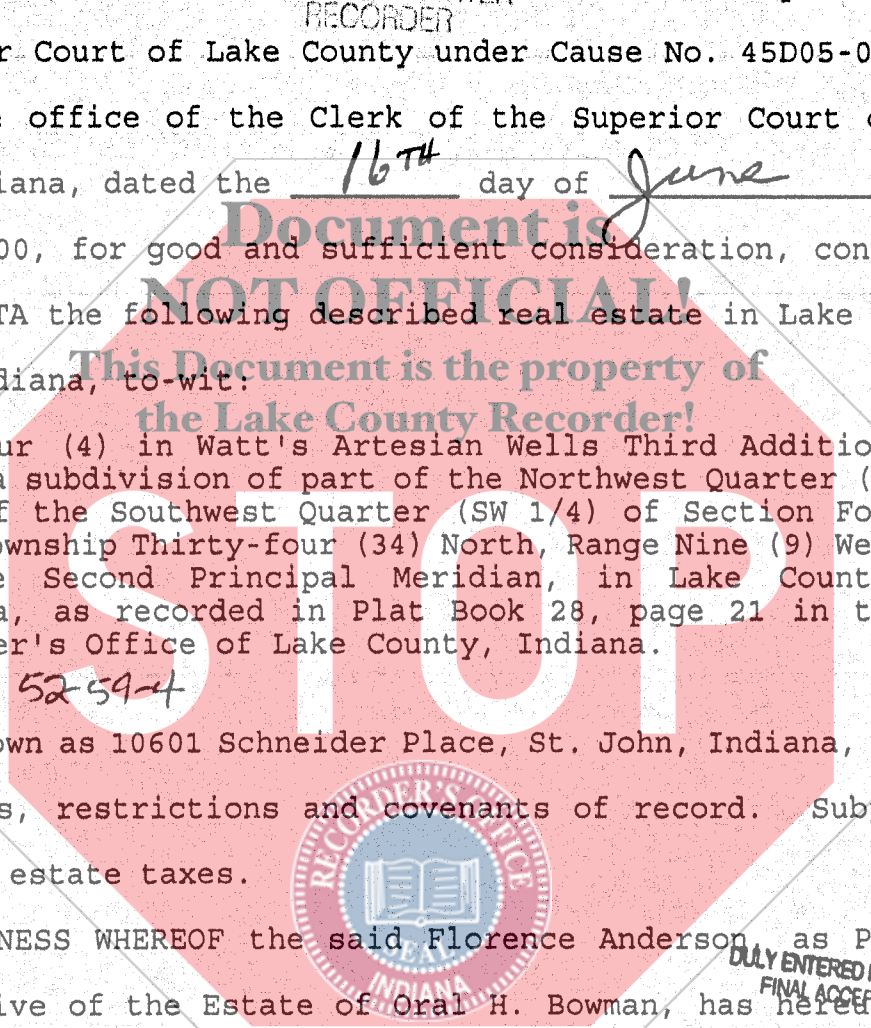 RECORDER
r Court of Lake County under Cause No. 45D05-0
office of the Clerk of the Superior Court
iana, dated the 16TH day of June
00, for good and sufficient consideration, con
Document is
NOT OFFICIAL!
TA the following described real estate in Lake
This Document is the property of
diana, to-wit:
the Lake County Recorder!
ur (4) in Watt's Artesian Wells Third Additio
a subdivision of part of the Northwest Quarter (
f the Southwest Quarter (SW 1/4) of Section Fo
ownship Thirty-four (34) North, Range Nine (9) We
e Second Principal Meridian, in Lake Count
a, as recorded in Plat Book 28, page 21 in t
er's Office of Lake County, Indiana.
STOP
52-59-4
own as 10601 Schneider Place, St. John, Indiana,
s, restrictions and covenants of record. Sub
estate taxes.
RECORDER'S OFFICE
SEAL
INDIANA
NESS WHEREOF the said Florence Anderson, as P
DULY ENTERED
ive of the Estate of Oral H. Bowman, has hereu
FINAL ACCEP